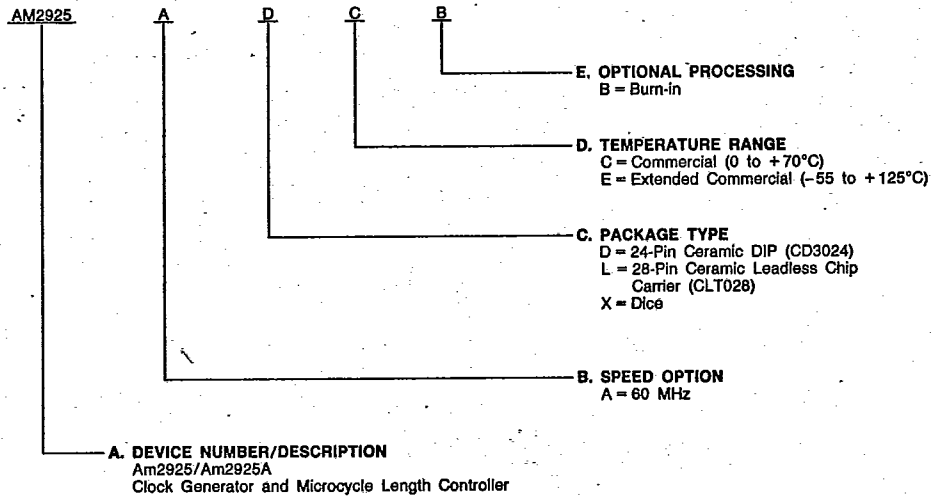 AM2925 A D C B
E. OPTIONAL PROCESSING
B = Burn-in
D. TEMPERATURE RANGE
C = Commercial (0 to +70°C)
E = Extended Commercial (−55 to +125°C)
C. PACKAGE TYPE
D = 24-Pin Ceramic DIP (CD3024)
L = 28-Pin Ceramic Leadless Chip
Carrier (CLT028)
X = Dice
B. SPEED OPTION
A = 60 MHz
A. DEVICE NUMBER/DESCRIPTION
Am2925/Am2925A
Clock Generator and Microcycle Length Controller